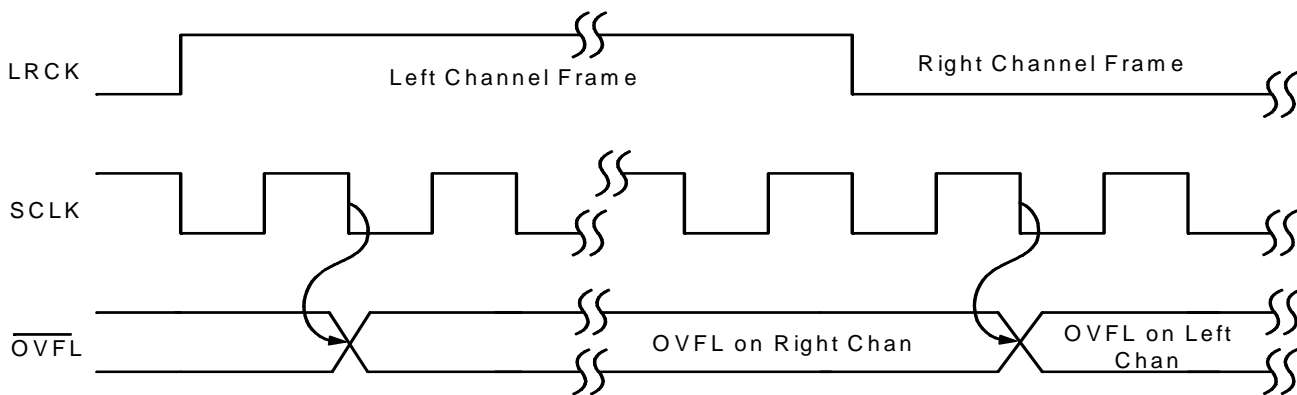 LRCK
Left Channel Frame
Right Channel Frame
SCLK
OVFL
OVFL on Right Chan
OVFL on Left
Chan